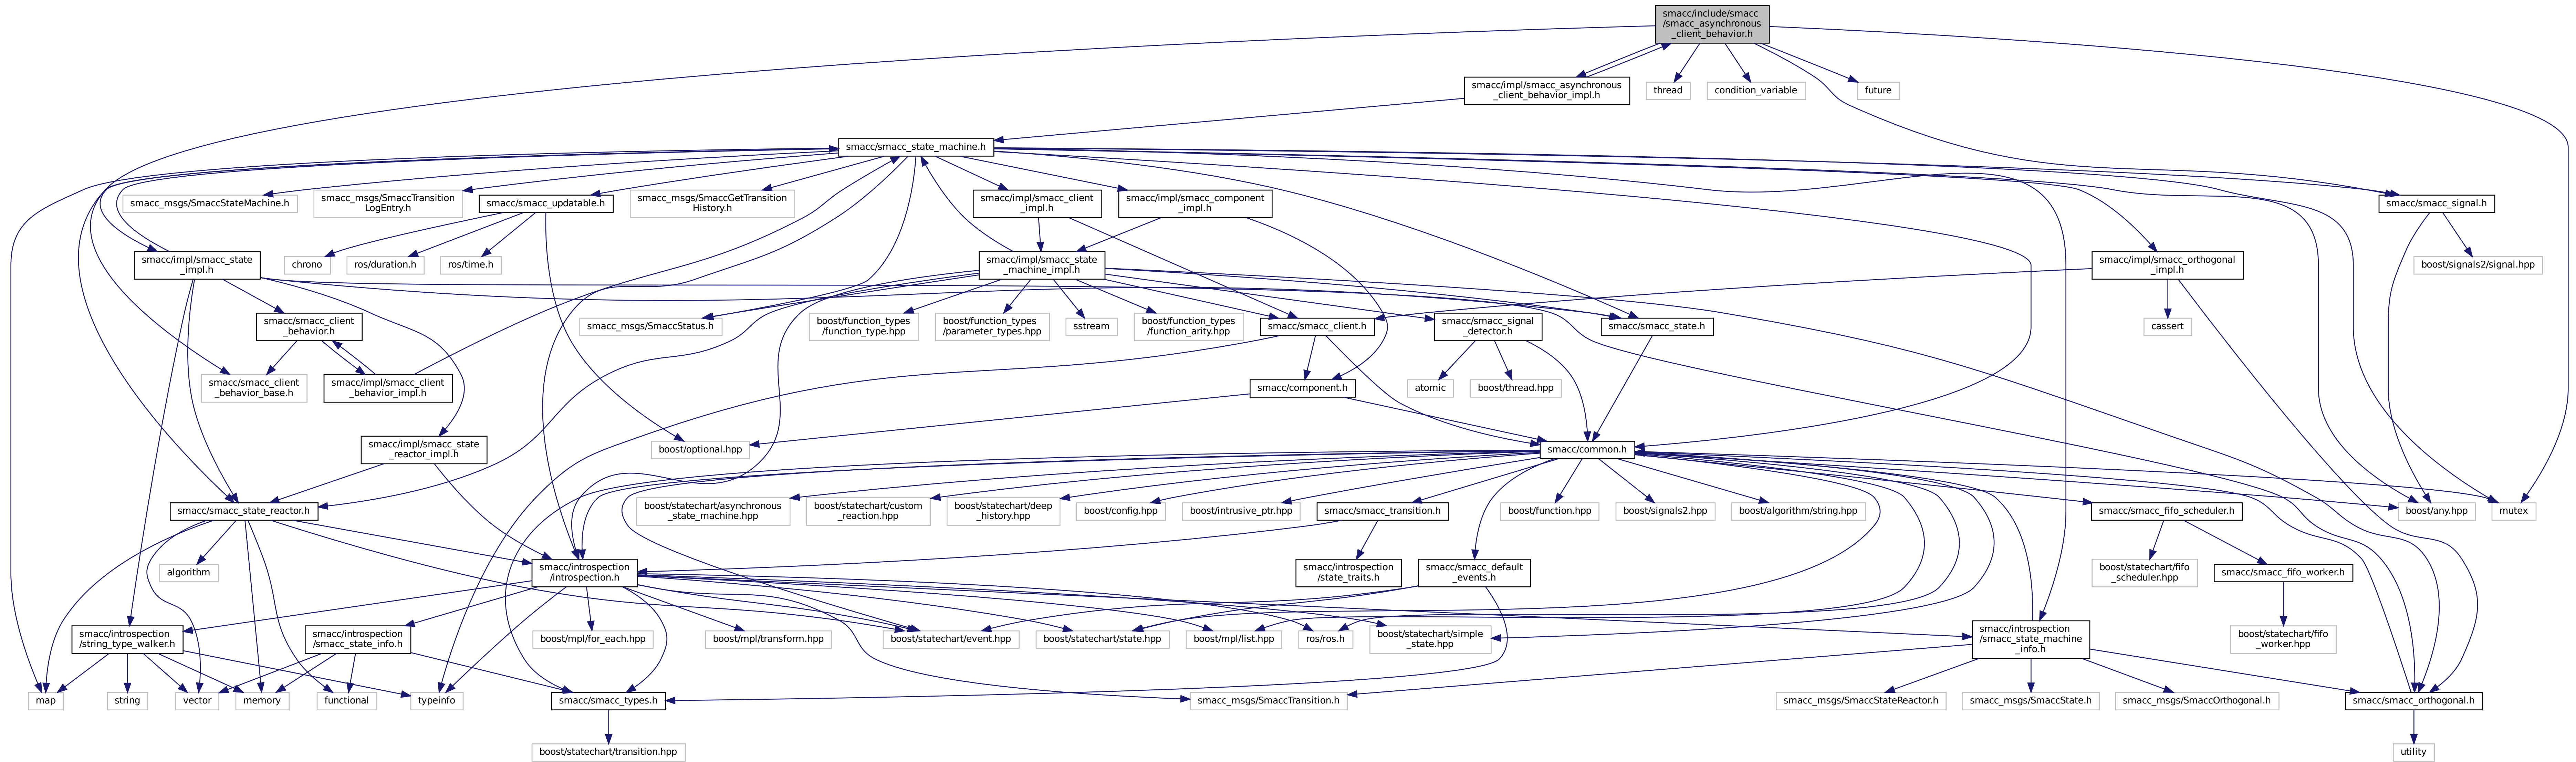 smacc/include/smacc
/smacc_asynchronous
_client_behavior.h
smacc/impl/smacc_asynchronous
_client_behavior_impl.h
thread
condition_variable
future
smacc/smacc_state_machine.h
smacc_msgs/SmaccStateMachine.h
smacc_msgs/SmaccTransition
LogEntry.h
smacc/smacc_updatable.h
smacc_msgs/SmaccGetTransition
History.h
smacc/impl/smacc_client
_impl.h
smacc/impl/smacc_component
_impl.h
smacc/smacc_signal.h
smacc/impl/smacc_state
_impl.h
chrono
ros/duration.h
ros/time.h
smacc/impl/smacc_state
_machine_impl.h
smacc/impl/smacc_orthogonal
_impl.h
boost/signals2/signal.hpp
smacc/smacc_client
_behavior.h
smacc_msgs/SmaccStatus.h
boost/function_types
/function_type.hpp
boost/function_types
/parameter_types.hpp
sstream
boost/function_types
/function_arity.hpp
smacc/smacc_client.h
smacc/smacc_signal
_detector.h
smacc/smacc_state.h
cassert
smacc/smacc_client
_behavior_base.h
smacc/impl/smacc_client
_behavior_impl.h
smacc/component.h
atomic
boost/thread.hpp
smacc/impl/smacc_state
_reactor_impl.h
boost/optional.hpp
smacc/common.h
smacc/smacc_state_reactor.h
boost/statechart/asynchronous
_state_machine.hpp
boost/statechart/custom
_reaction.hpp
boost/statechart/deep
_history.hpp
boost/config.hpp
boost/intrusive_ptr.hpp
smacc/smacc_transition.h
boost/function.hpp
boost/signals2.hpp
boost/algorithm/string.hpp
smacc/smacc_fifo_scheduler.h
boost/any.hpp
mutex
algorithm
smacc/introspection
/introspection.h
smacc/introspection
/state_traits.h
smacc/smacc_default
_events.h
boost/statechart/fifo
_scheduler.hpp
smacc/smacc_fifo_worker.h
smacc/introspection
/string_type_walker.h
smacc/introspection
/smacc_state_info.h
boost/mpl/for_each.hpp
boost/mpl/transform.hpp
boost/statechart/event.hpp
boost/statechart/state.hpp
boost/mpl/list.hpp
ros/ros.h
boost/statechart/simple
_state.hpp
smacc/introspection
/smacc_state_machine
_info.h
boost/statechart/fifo
_worker.hpp
map
string
vector
memory
functional
typeinfo
smacc/smacc_types.h
smacc_msgs/SmaccTransition.h
smacc_msgs/SmaccStateReactor.h
smacc_msgs/SmaccState.h
smacc_msgs/SmaccOrthogonal.h
smacc/smacc_orthogonal.h
boost/statechart/transition.hpp
utility